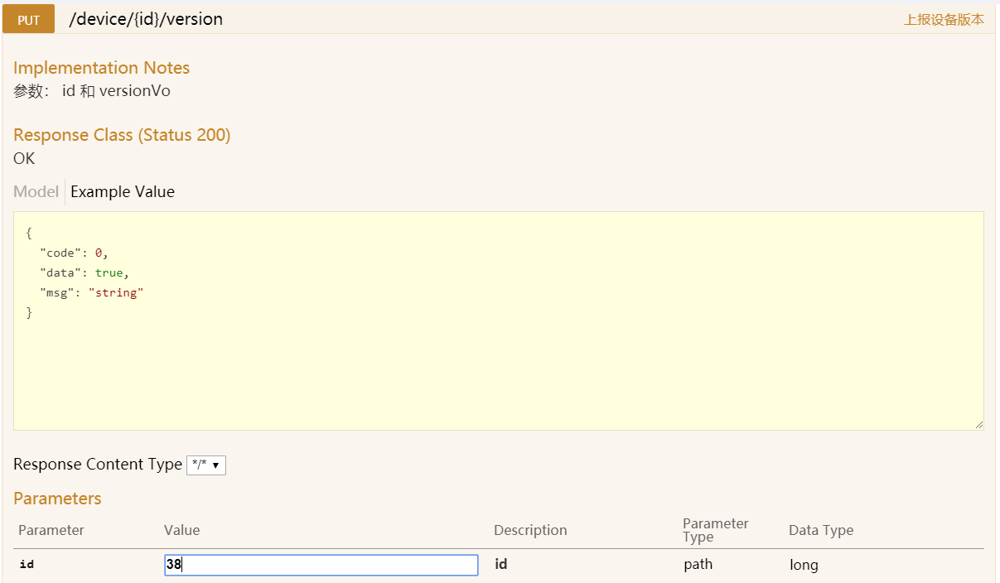 PUT /device/{id}/version 上报设备版本
Implementation Notes
参数: id 和 versionVo
Response Class (Status 200)
OK
Model Example Value
{
"code": 0,
"data": true,
"msg": "string"
}
Response Content Type */* ▼
Parameters
Parameter Value Description Parameter Type Data Type
id 38 id path long